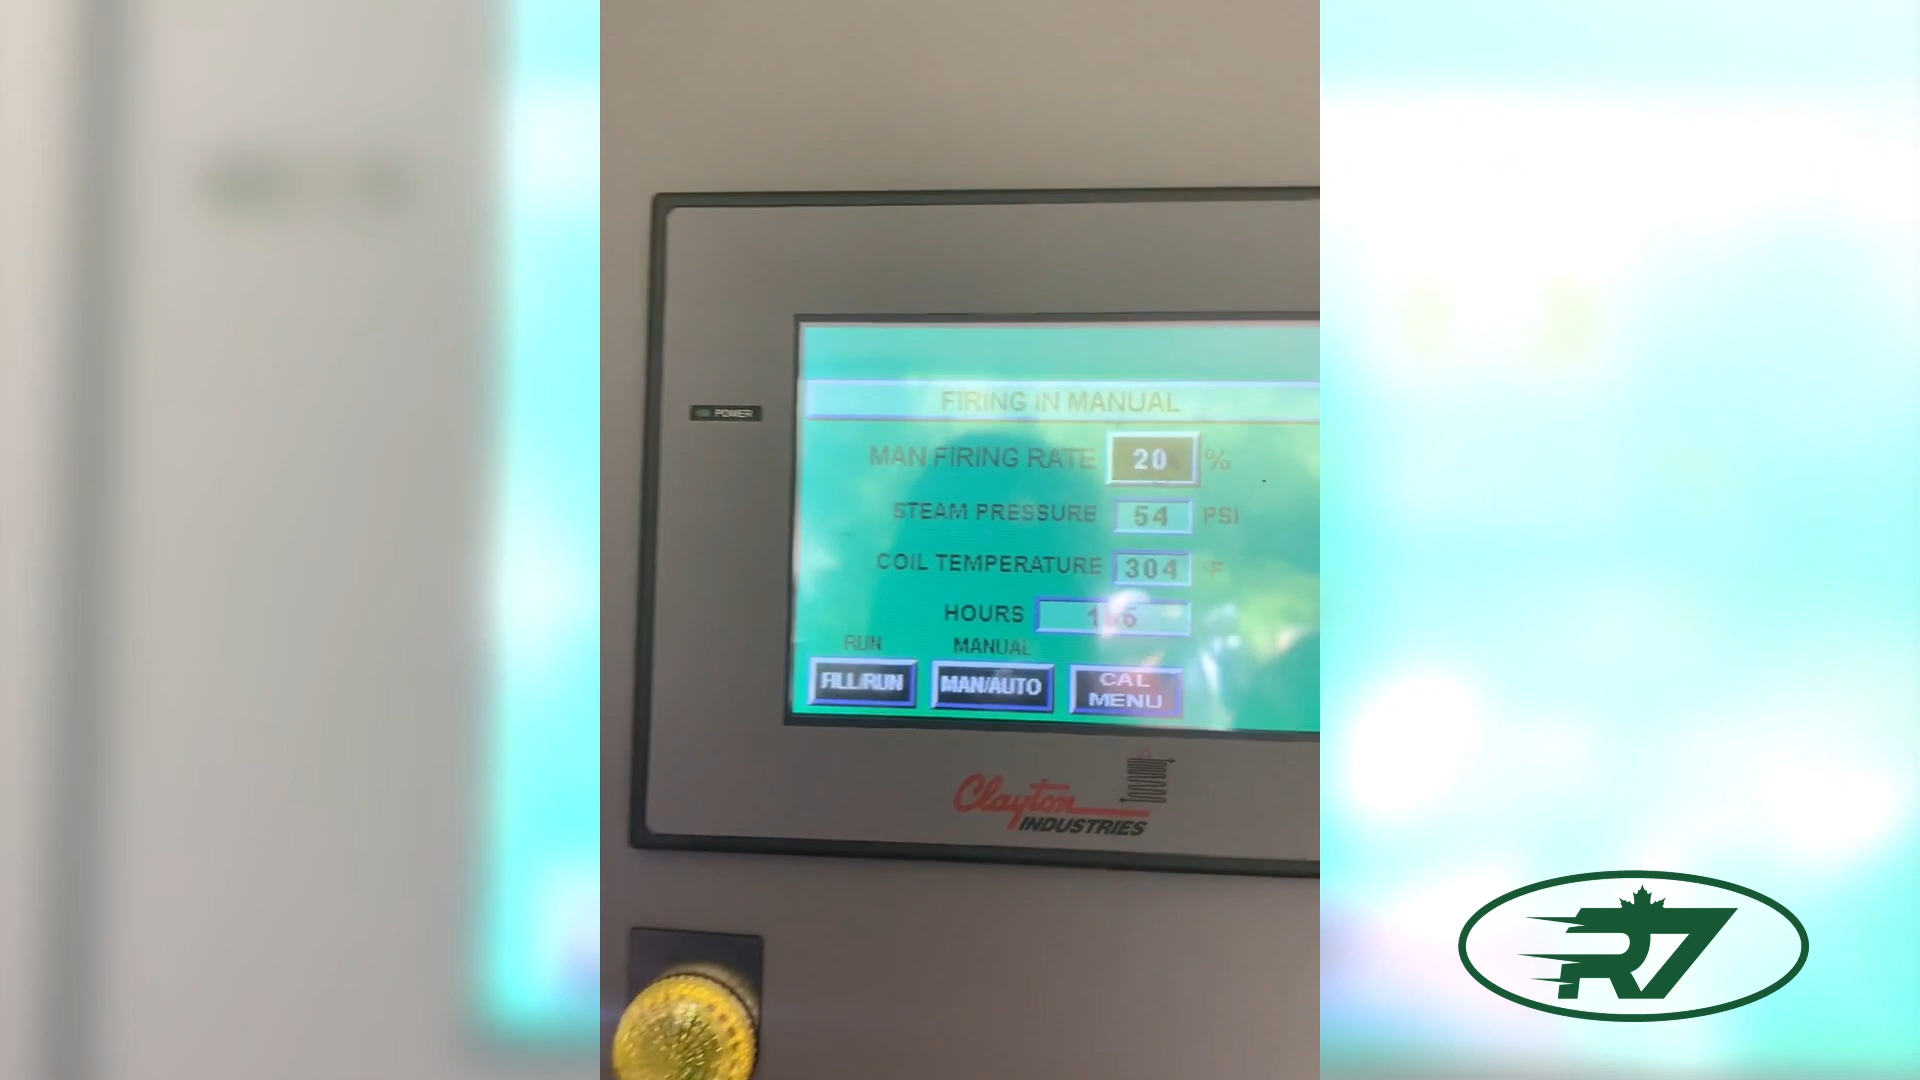 POWER
FIRING IN MANUAL
MAN FIRING RATE 20 %
STEAM PRESSURE 54 PSI
COIL TEMPERATURE 304 °F
HOURS
RUN MANUAL
FILL/RUN MAN/AUTO CAL MENU
Clayton
INDUSTRIES
R7